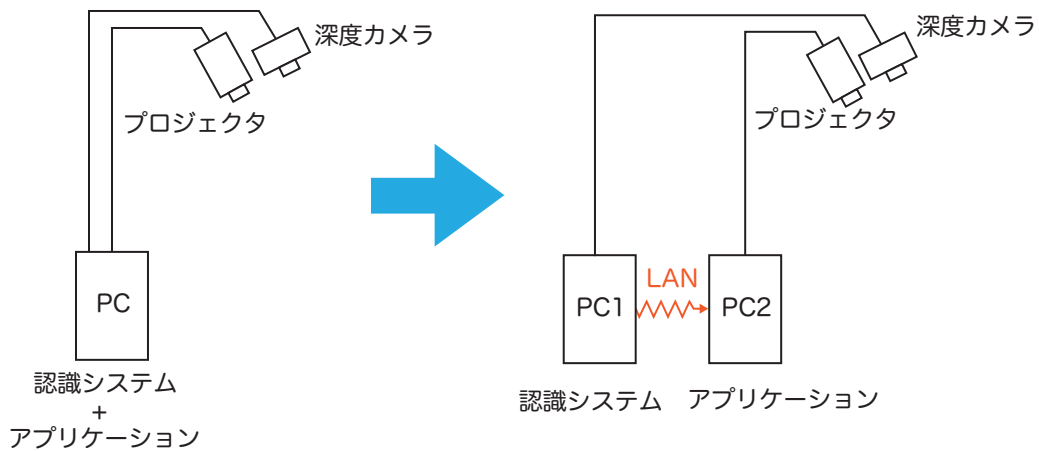 深度カメラ
プロジェクタ
PC
認識システム
+
アプリケーション
深度カメラ
プロジェクタ
LAN
PC1
PC2
認識システム
アプリケーション